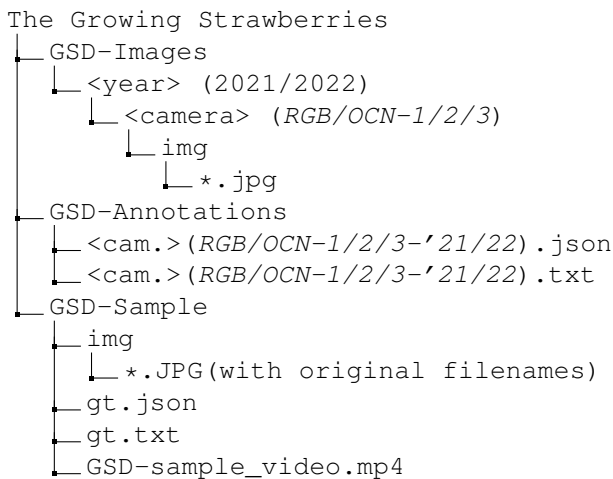 The Growing Strawberries
GSD-Images
<year> (2021/2022)
<camera> (RGB/OCN-1/2/3)
img
*.jpg
GSD-Annotations
<cam.>(RGB/OCN-1/2/3-'21/22).json
<cam.>(RGB/OCN-1/2/3-'21/22).txt
GSD-Sample
img
*.JPG(with original filenames)
gt.json
gt.txt
GSD-sample_video.mp4